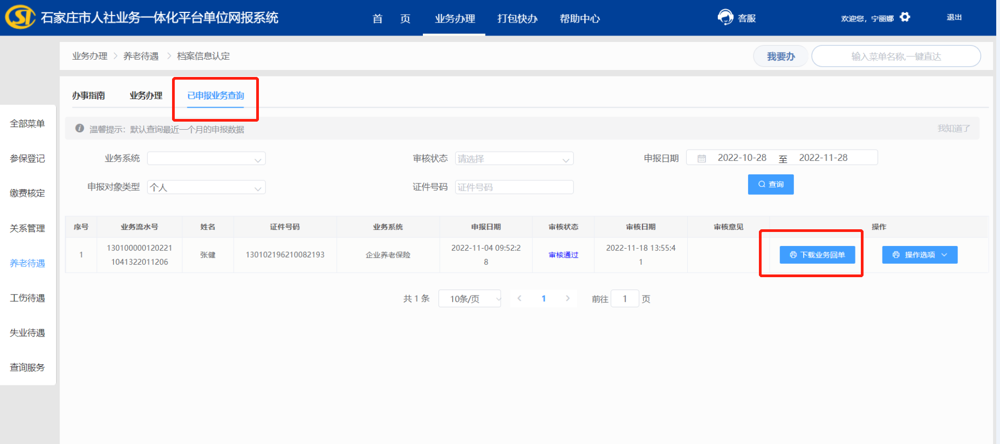 石家庄市人社业务一体化平台单位网报系统 首 页 业务办理 打包快办 帮助中心 客服 欢迎您，宁丽娜 退出
业务办理 > 养老待遇 > 档案信息认定 我要办 输入菜单名称,一键直达
办事指南 业务办理 已申报业务查询
温馨提示：默认查询最近一个月的申报数据 我知道了
全部菜单
参保登记
缴费核定
关系管理
养老待遇
工伤待遇
失业待遇
查询服务
业务系统 审核状态 请选择 申报日期 2022-10-28 至 2022-11-28
申报对象类型 个人 证件号码 证件号码 查询
序号 业务流水号 姓名 证件号码 业务系统 申报日期 审核状态 审核日期 审核意见 操作
130100000120221 2022-11-04 09:52:2 2022-11-18 13:55:4
1 张健 130102196210082193 企业养老保险 审核通过 下载业务回单 操作选项
1041322011206 8 1
共 1 条 10条/页 < 1 > 前往 1 页